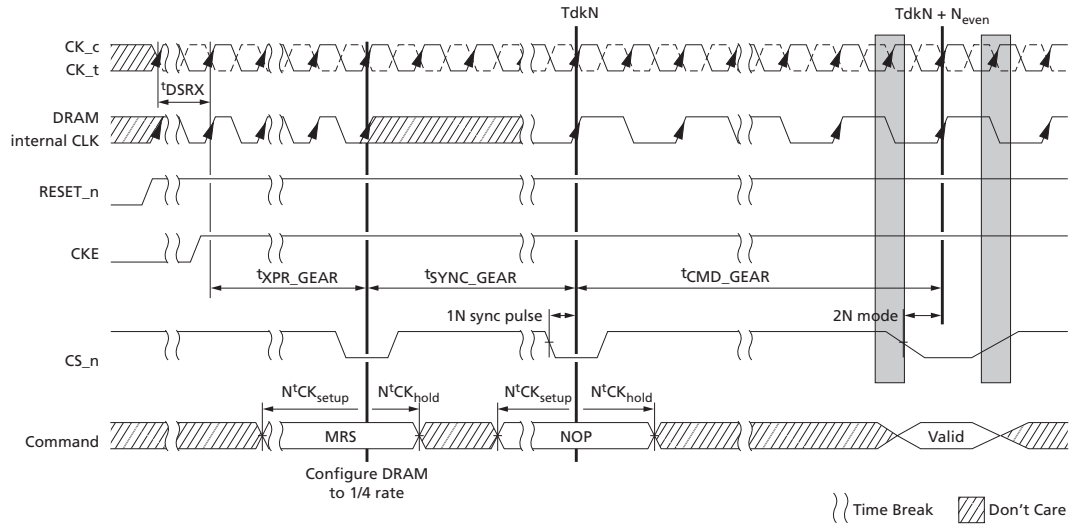 TdkN
TdkN + Neven
CK_c
CK_t
tDSRX
DRAM
internal CLK
RESET_n
CKE
tXPR_GEAR
tSYNC_GEAR
tCMD_GEAR
1N sync pulse
2N mode
CS_n
NtCKsetup
NtCKhold
NtCKsetup
NtCKhold
Command
MRS
NOP
Valid
Configure DRAM
to 1/4 rate
Time Break
Don't Care